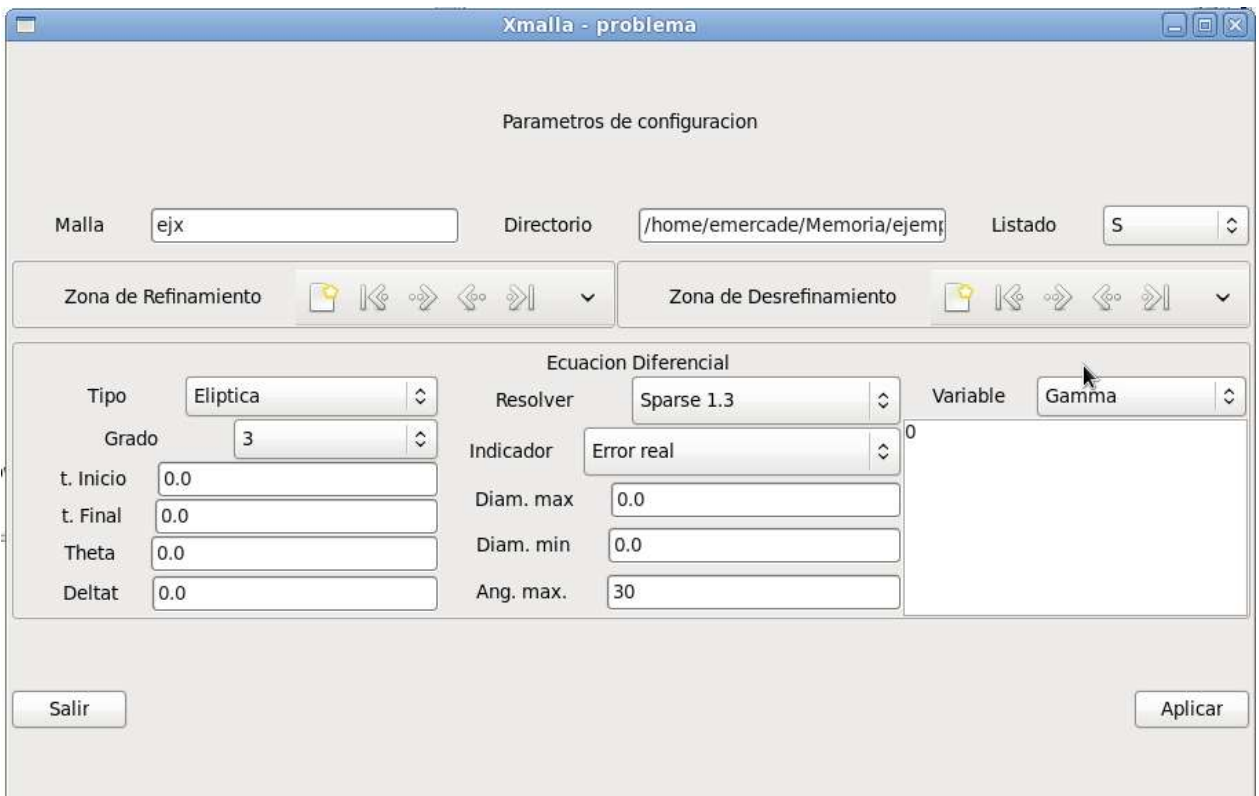 Xmalla - problema
Parametros de configuracion
Malla ejx Directorio /home/emercade/Memoria/ejemp Listado S
Zona de Refinamiento Zona de Desrefinamiento
Ecuacion Diferencial
Tipo Eliptica Resolver Sparse 1.3 Variable Gamma
Grado 3 Indicador Error real 0
t. Inicio 0.0 Diam. max 0.0
t. Final 0.0 Diam. min 0.0
Theta 0.0 Ang. max. 30
Deltat 0.0
Salir Aplicar